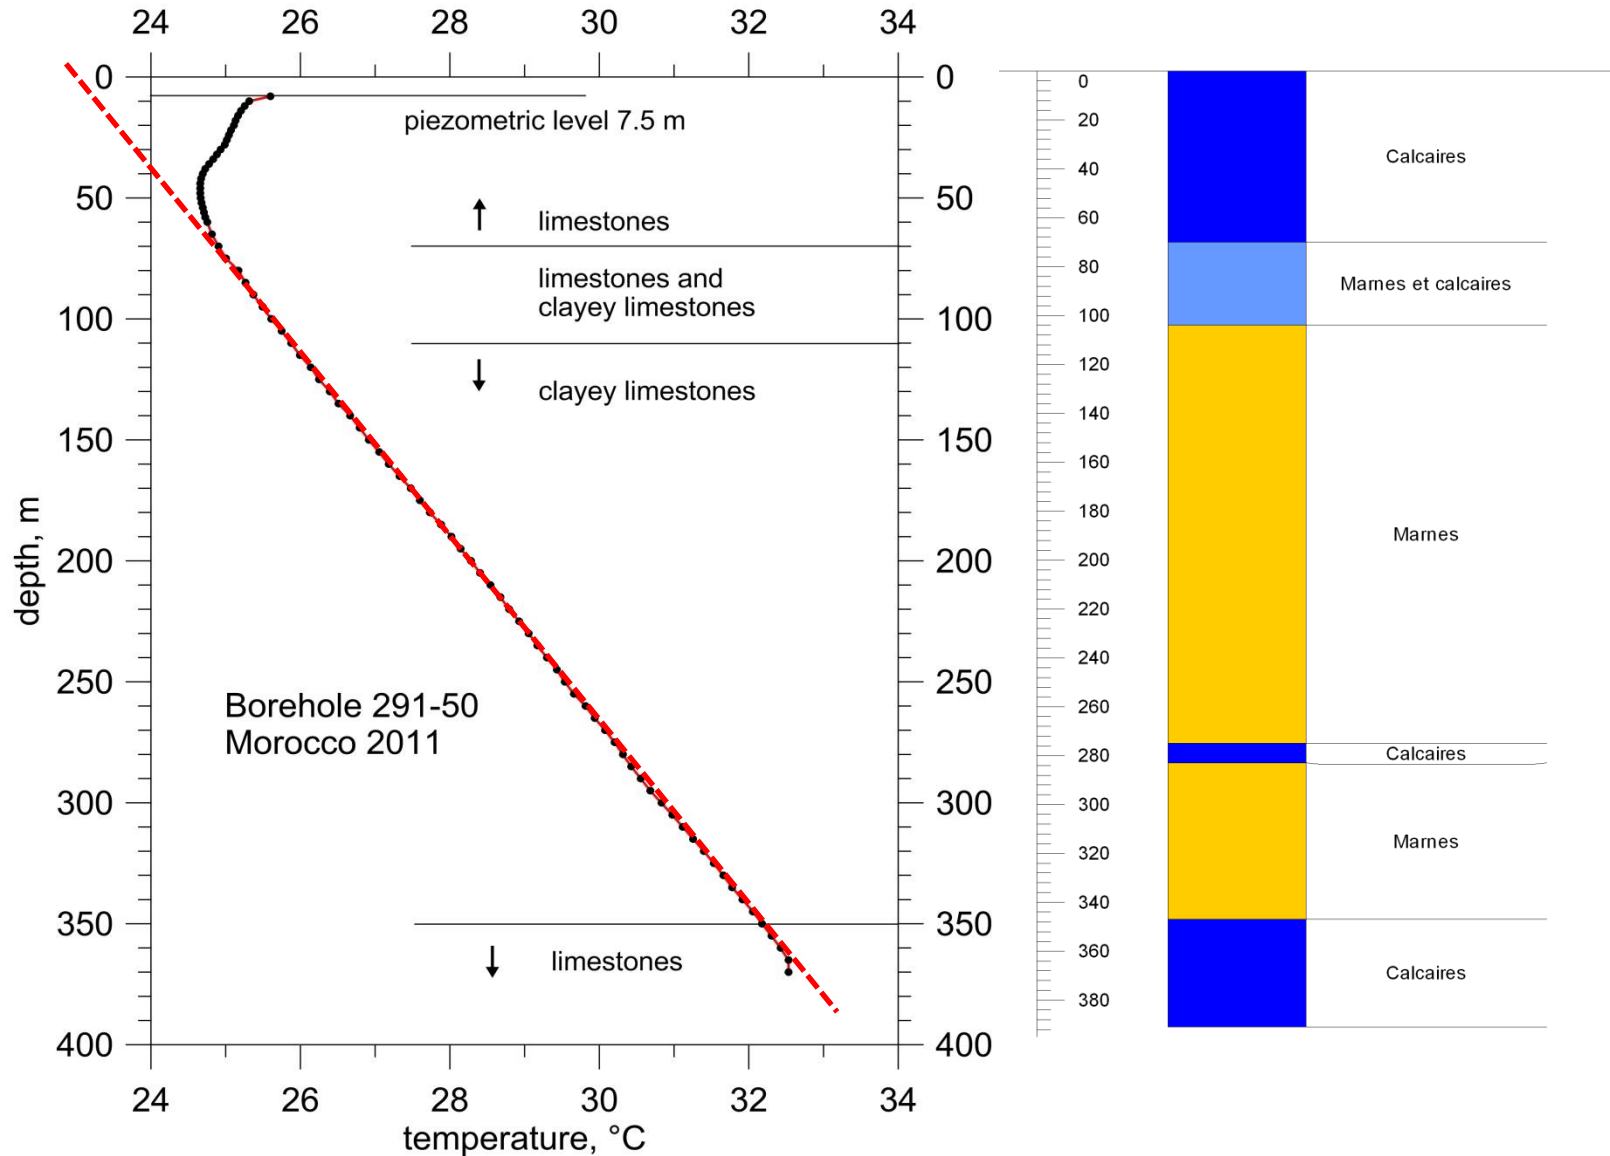 24 26 28 30 32 34
0
50
100
150
200
250
300
350
400
depth, m
piezometric level 7.5 m
limestones
limestones and
clayey limestones
clayey limestones
Borehole 291-50
Morocco 2011
limestones
0
50
100
150
200
250
300
350
400
24 26 28 30 32 34
temperature, °C
0
20
40
60
80
100
120
140
160
180
200
220
240
260
280
300
320
340
360
380
Calcaires
Marnes et calcaires
Marnes
Calcaires
Marnes
Calcaires